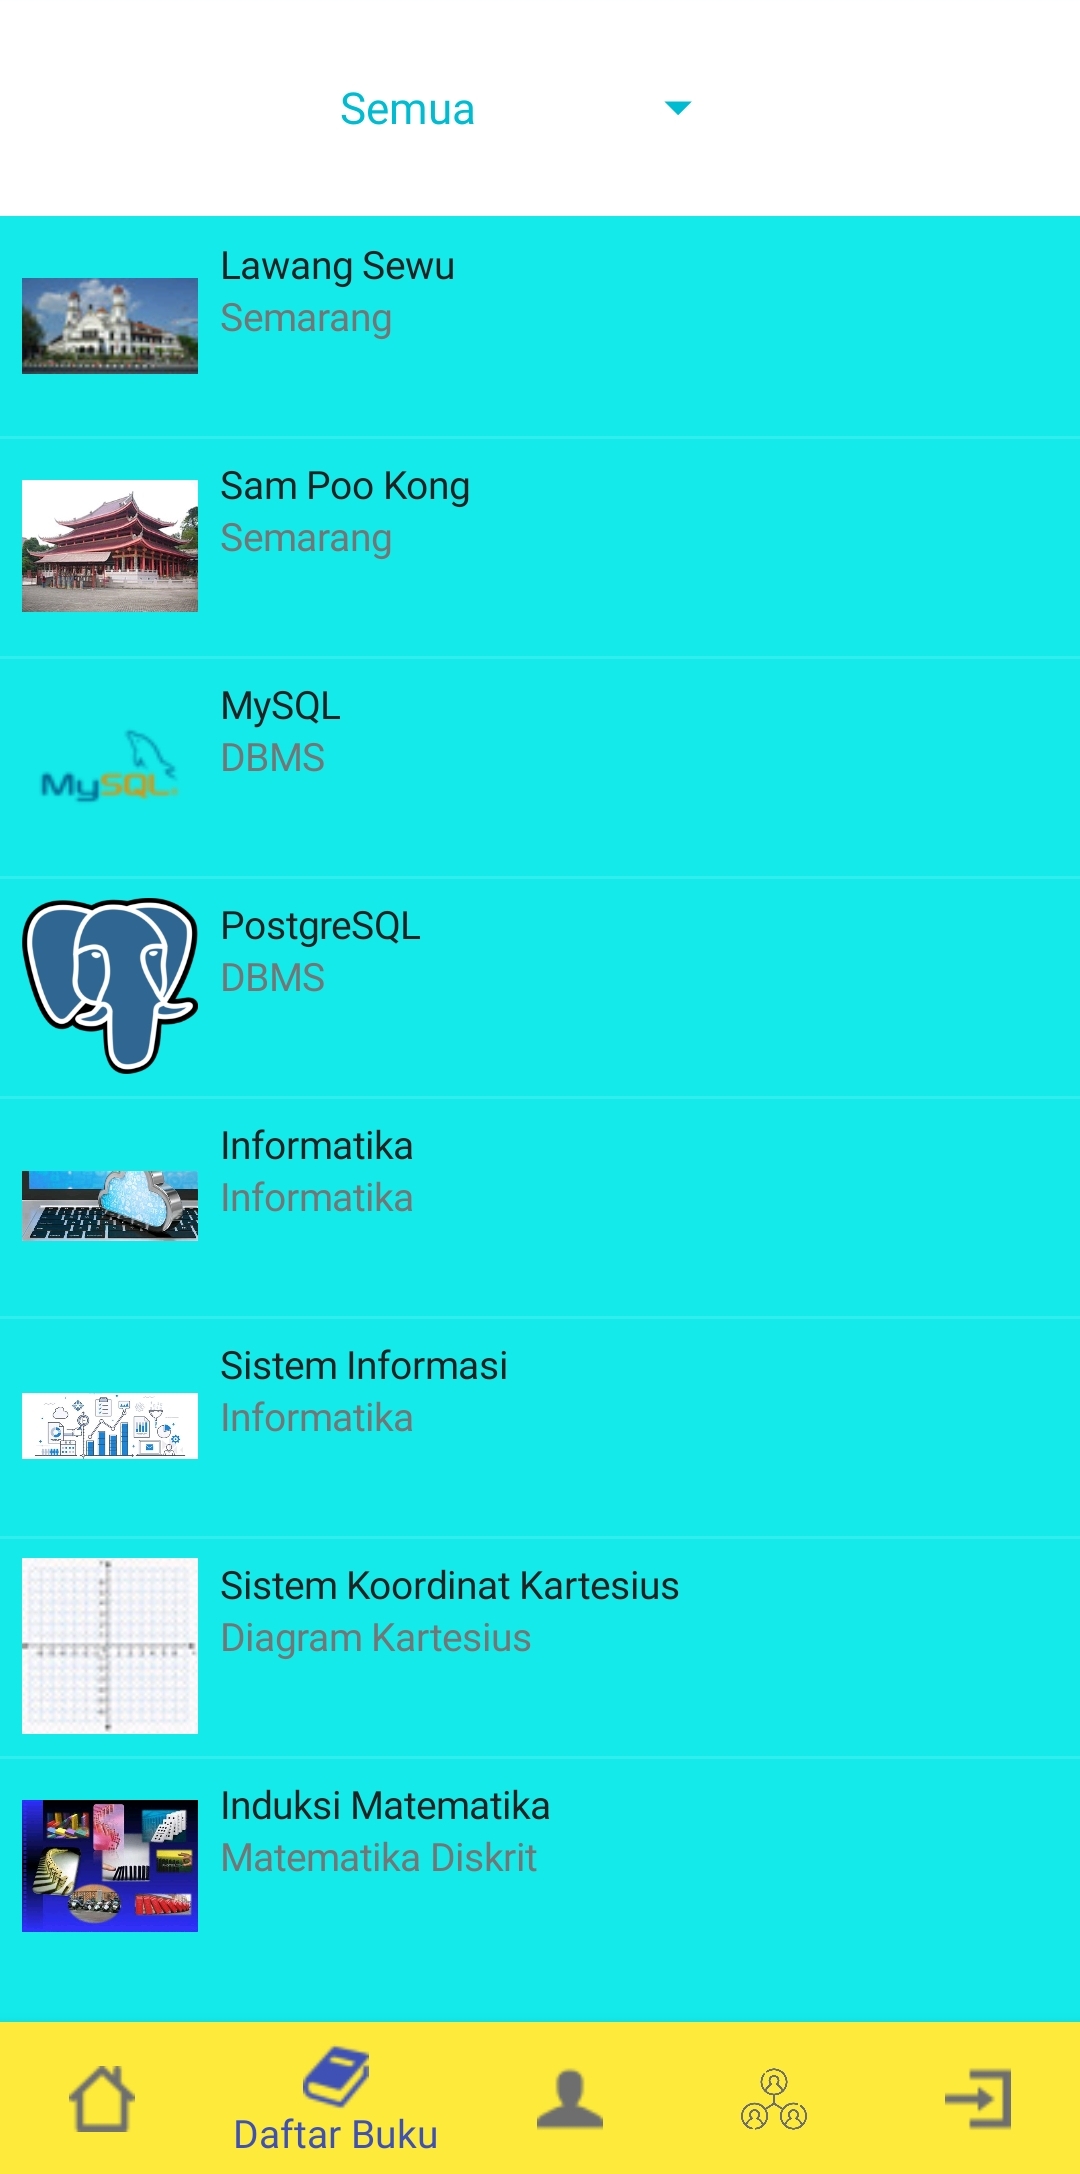 Semua
Lawang Sewu
Semarang
Sam Poo Kong
Semarang
MySQL
DBMS
MySQL
PostgreSQL
DBMS
Informatika
Informatika
Sistem Informasi
Informatika
Sistem Koordinat Kartesius
Diagram Kartesius
Induksi Matematika
Matematika Diskrit
Daftar Buku